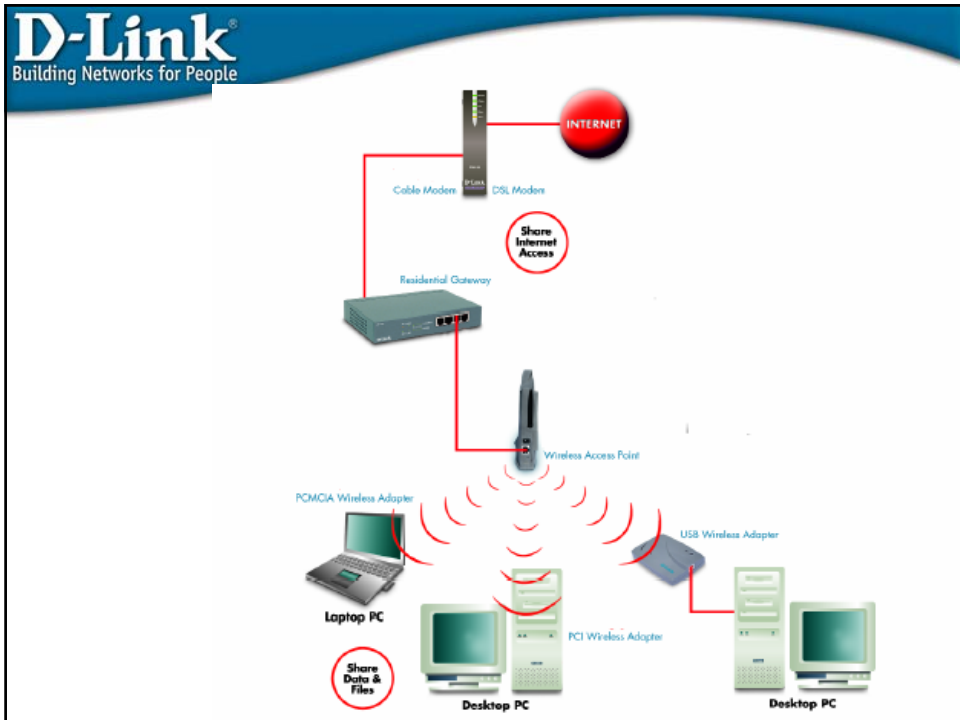 D-Link®
Building Networks for People
INTERNET
D-Link
Cable Modem
DSL Modem
Share
Internet
Access
Residential Gateway
Wireless Access Point
PCMCIA Wireless Adapter
USB Wireless Adapter
Laptop PC
PCI Wireless Adapter
Share
Data &
Files
Desktop PC
Desktop PC